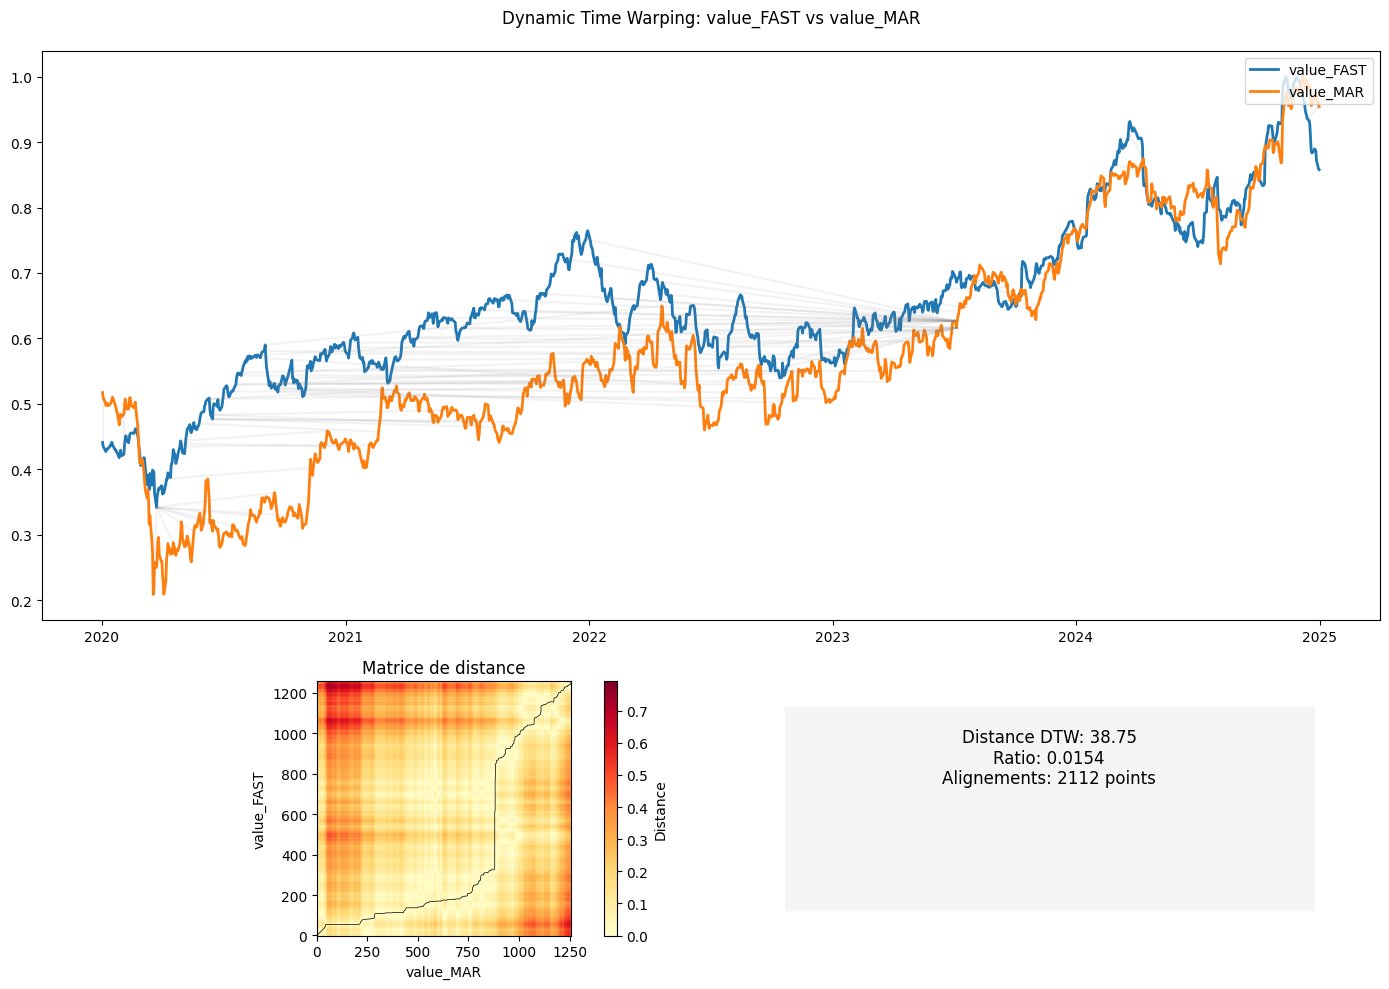 Dynamic Time Warping: value_FAST vs value_MAR
value_FAST
value_MAR
1.0
0.9
0.8
0.7
0.6
0.5
0.4
0.3
0.2
2020 2021 2022 2023 2024 2025
Matrice de distance
value_FAST
1200
1000
800
600
400
200
0
0 250 500 750 1000 1250
value_MAR
0.7
0.6
0.5
0.4
0.3
0.2
0.1
0.0
Distance
Distance DTW: 38.75
Ratio: 0.0154
Alignements: 2112 points